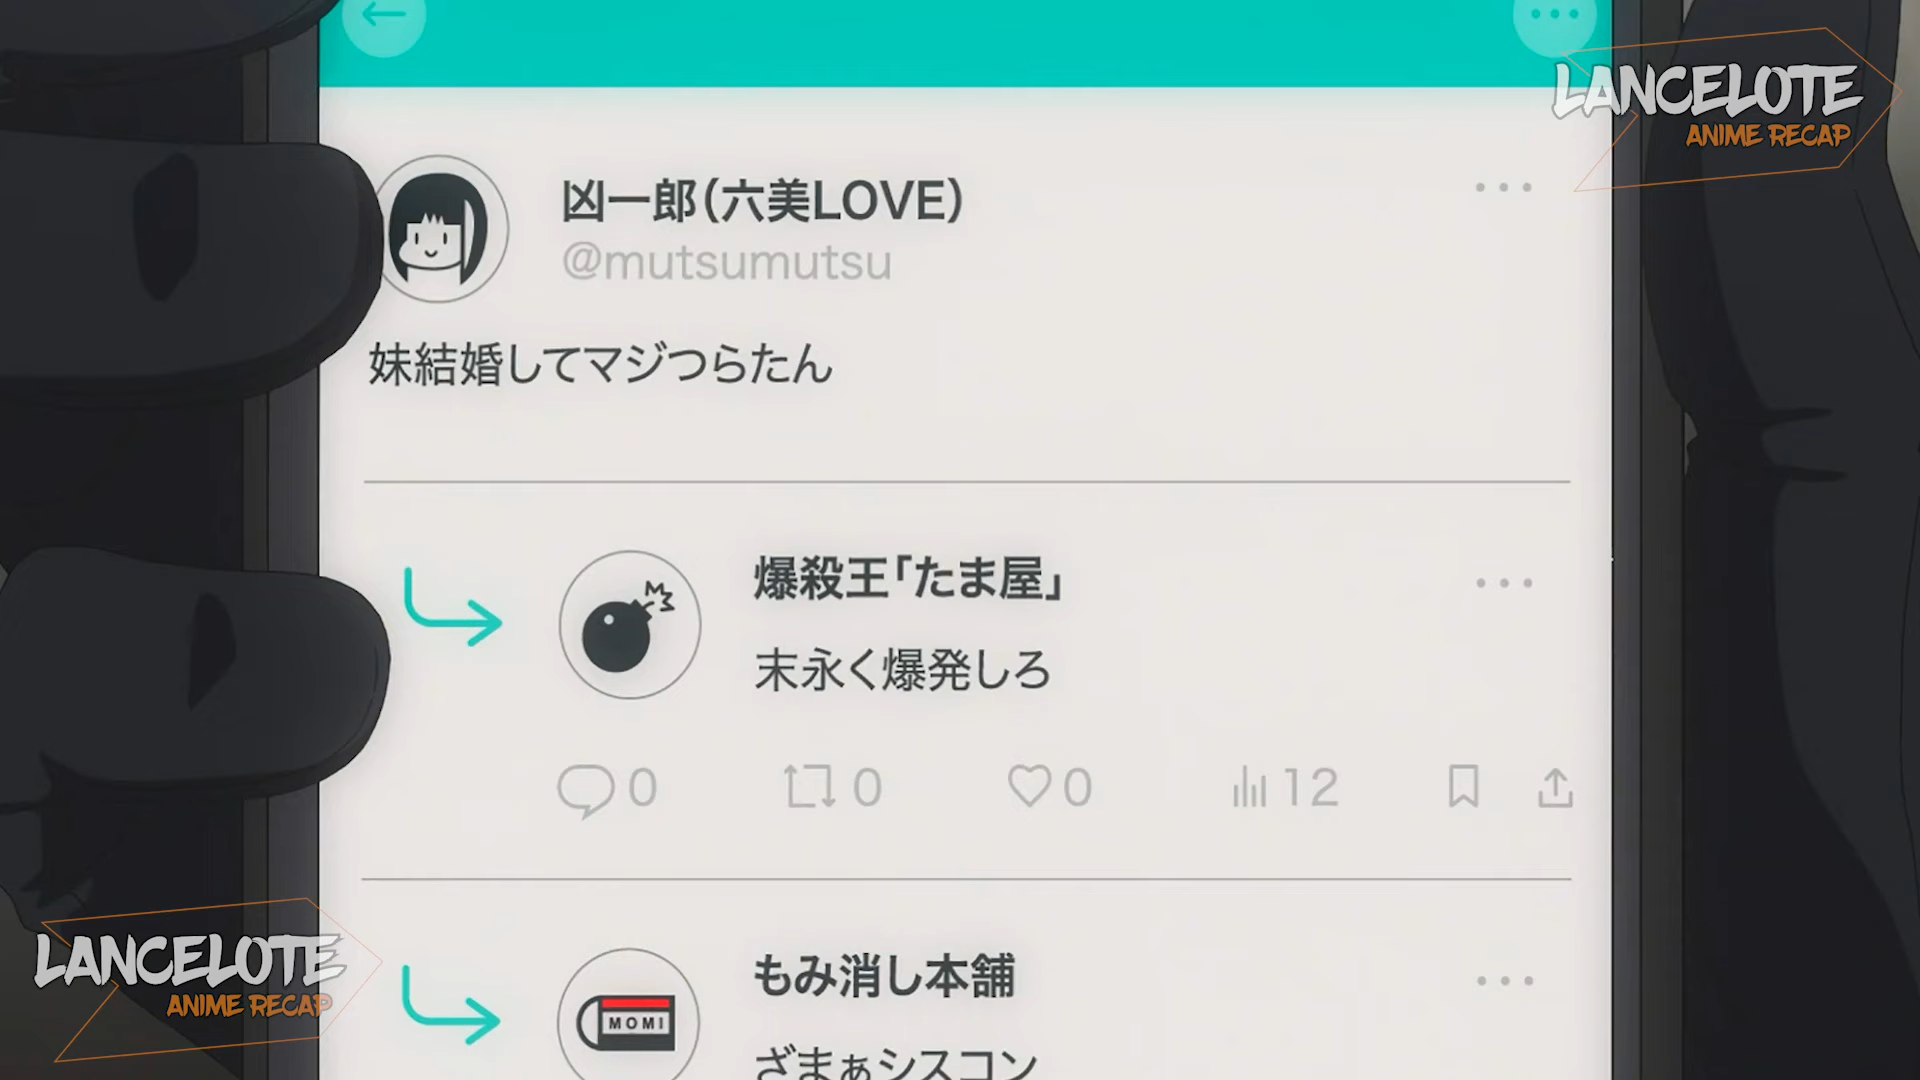 LANCELOTE
ANIME RECAP
凶一郎(六美LOVE)
@mutsumutsu
妹結婚してマジつらたん
爆殺王「たま屋」
末永く爆発しろ
0 0 0 12
もみ消し本舗
MOMI
ざまぁシスコン
LANCELOTE
ANIME RECAP